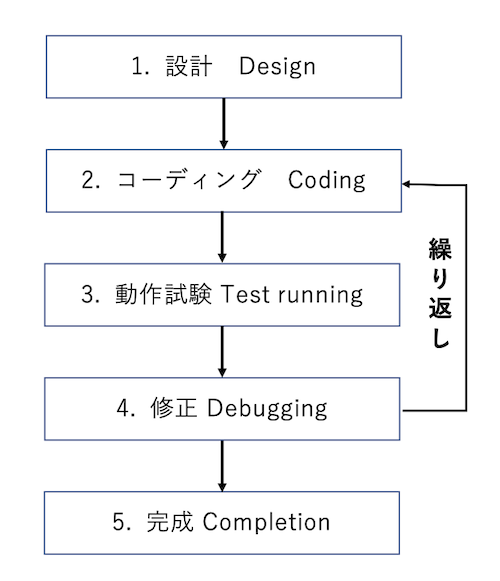 1. 設計　Design
2. コーディング　Coding
3. 動作試験 Test running
4. 修正 Debugging
繰り返し
5. 完成 Completion